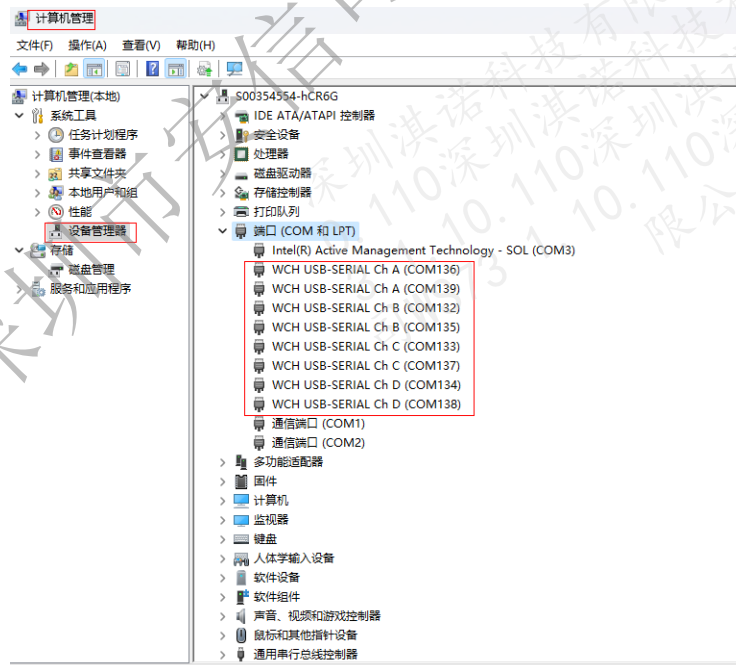 计算机管理
文件(F) 操作(A) 查看(V) 帮助(H)
计算机管理(本地)
系统工具
任务计划程序
事件查看器
共享文件夹
本地用户和组
性能
设备管理器
存储
磁盘管理
服务和应用程序
S00354554-hCR6G
IDE ATA/ATAPI 控制器
安全设备
处理器
磁盘驱动器
存储控制器
打印队列
端口 (COM 和 LPT)
Intel(R) Active Management Technology - SOL (COM3)
WCH USB-SERIAL Ch A (COM136)
WCH USB-SERIAL Ch A (COM139)
WCH USB-SERIAL Ch B (COM132)
WCH USB-SERIAL Ch B (COM135)
WCH USB-SERIAL Ch C (COM133)
WCH USB-SERIAL Ch C (COM137)
WCH USB-SERIAL Ch D (COM134)
WCH USB-SERIAL Ch D (COM138)
通信端口 (COM1)
通信端口 (COM2)
多功能适配器
固件
计算机
监视器
键盘
人体学输入设备
软件设备
软件组件
声音、视频和游戏控制器
鼠标和其他指针设备
通用串行总线控制器